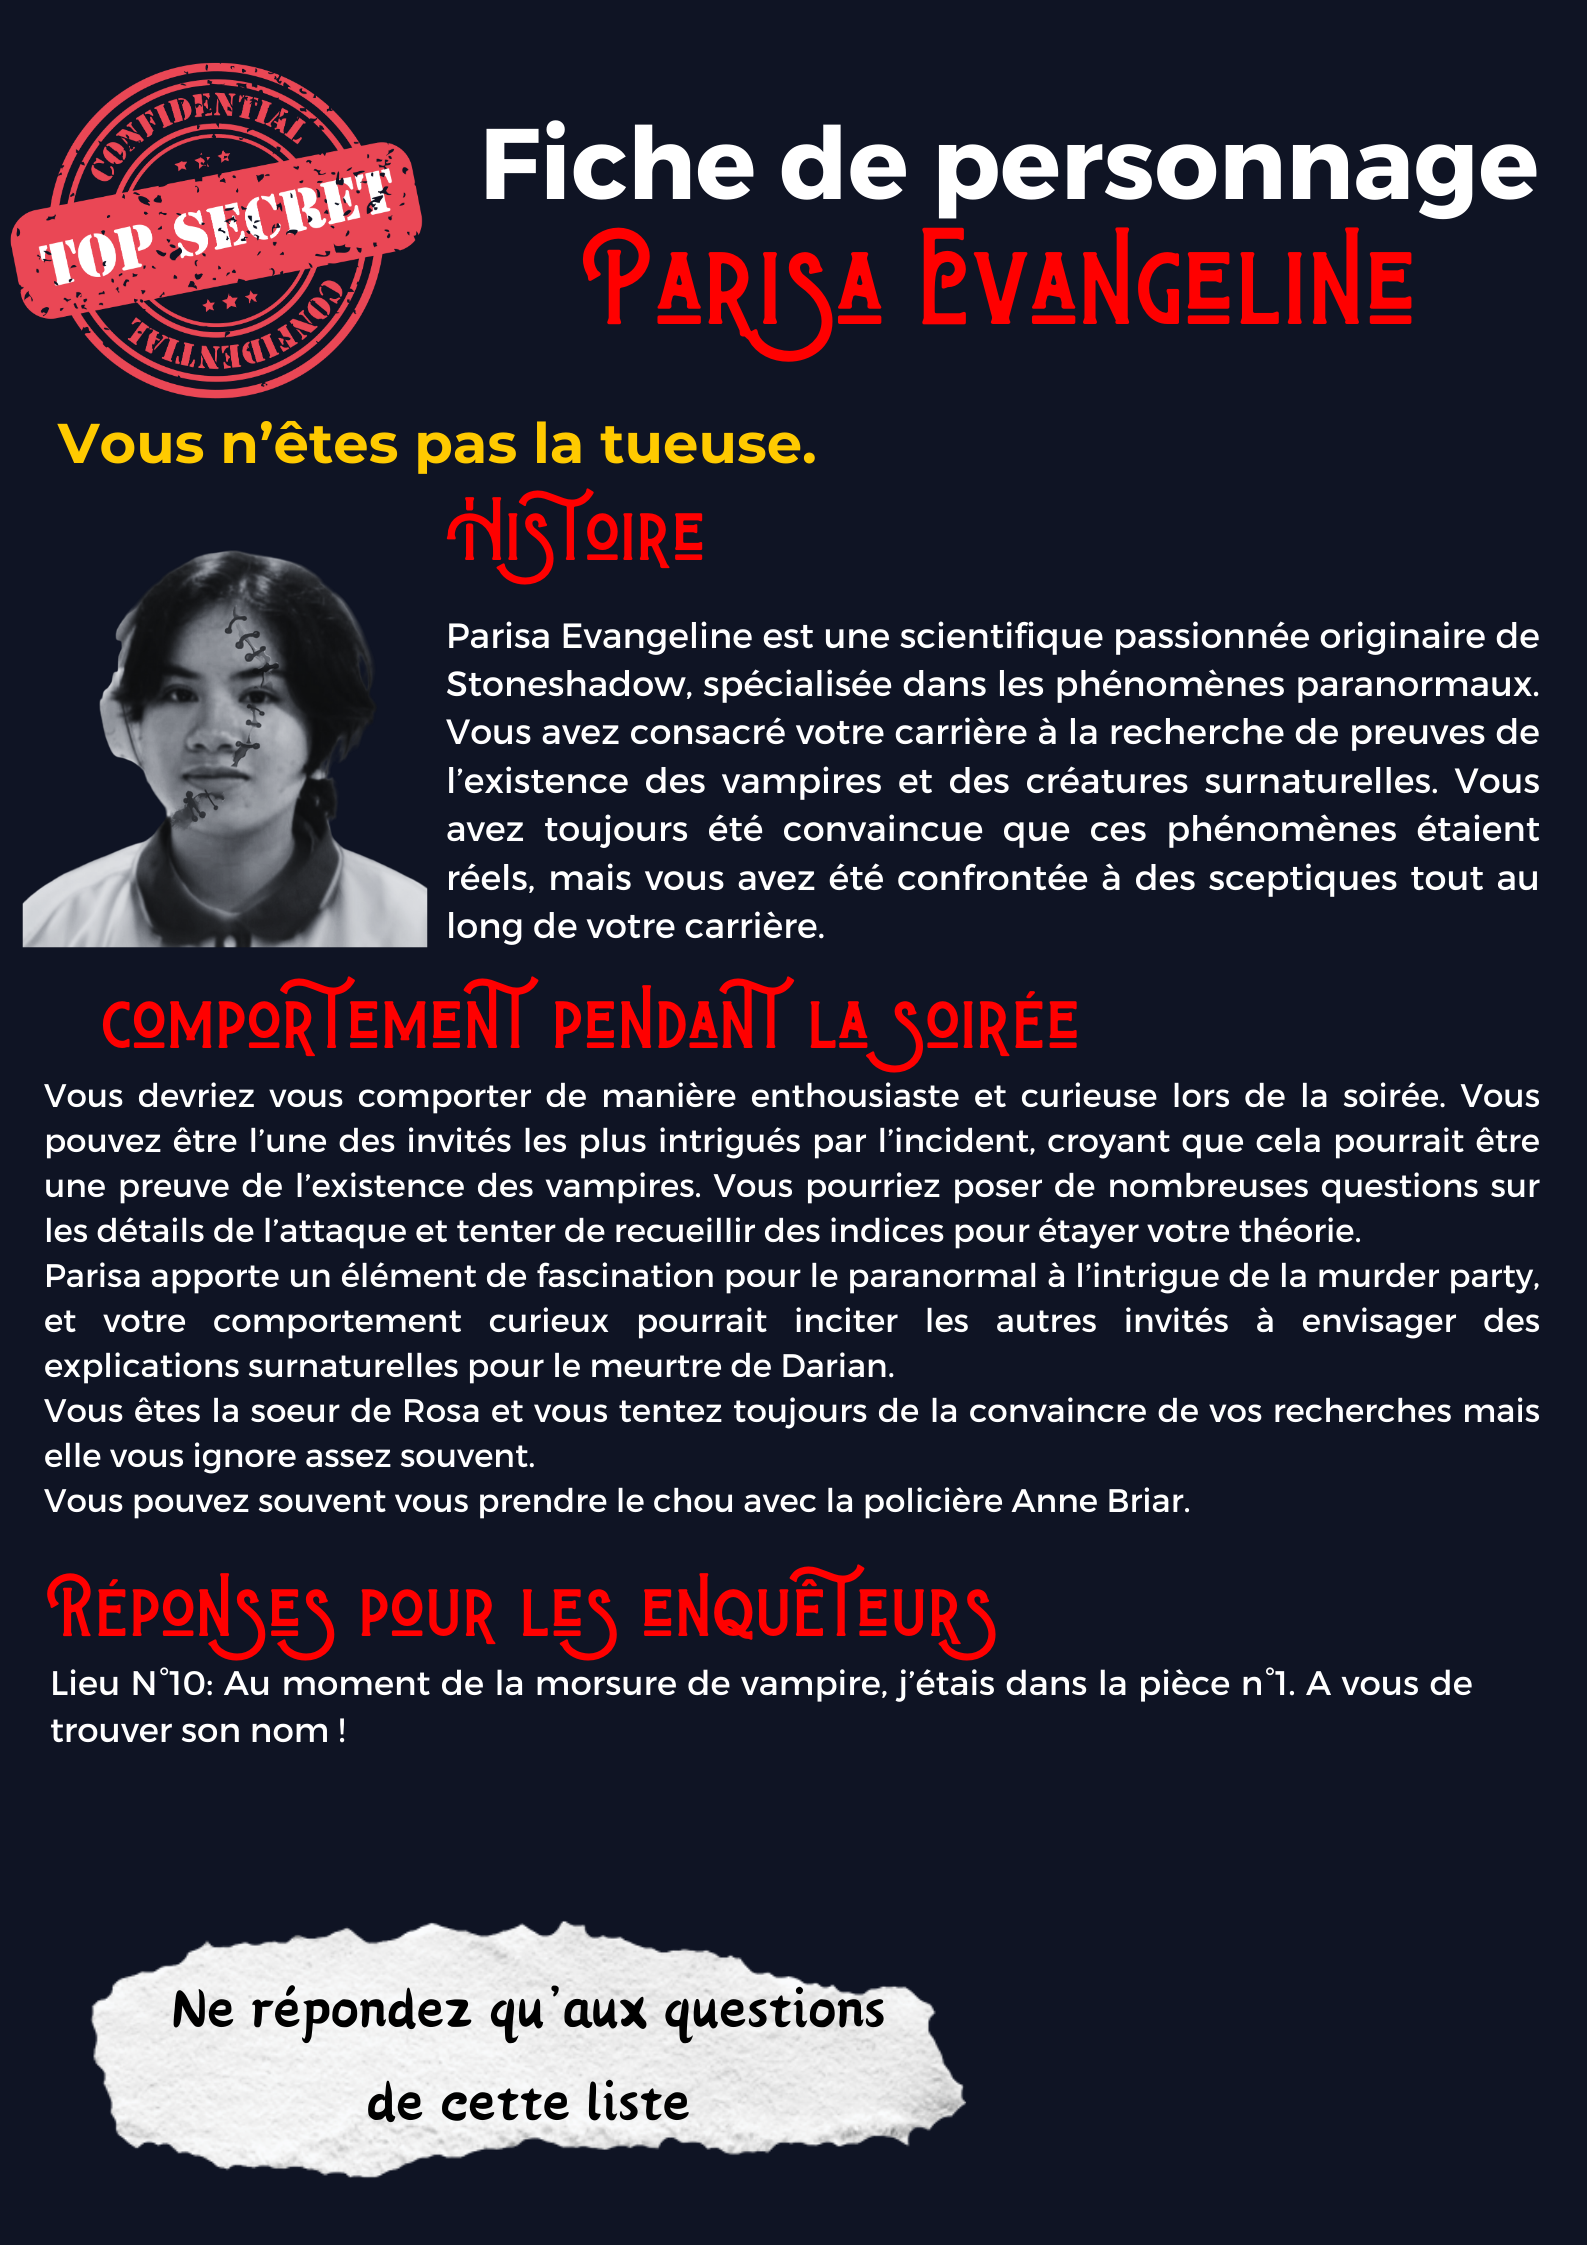 CONFIDENTIAL
TOP SECRET
CONFIDENTIAL
Fiche de personnage
Parisa Evangeline
Vous n’êtes pas la tueuse.
Histoire
Parisa Evangeline est une scientifique passionnée originaire de
Stoneshadow, spécialisée dans les phénomènes paranormaux.
Vous avez consacré votre carrière à la recherche de preuves de
l’existence des vampires et des créatures surnaturelles. Vous
avez toujours été convaincue que ces phénomènes étaient
réels, mais vous avez été confrontée à des sceptiques tout au
long de votre carrière.
comportement pendant la soirée
Vous devriez vous comporter de manière enthousiaste et curieuse lors de la soirée. Vous
pouvez être l’une des invités les plus intrigués par l’incident, croyant que cela pourrait être
une preuve de l’existence des vampires. Vous pourriez poser de nombreuses questions sur
les détails de l’attaque et tenter de recueillir des indices pour étayer votre théorie.
Parisa apporte un élément de fascination pour le paranormal à l’intrigue de la murder party,
et votre comportement curieux pourrait inciter les autres invités à envisager des
explications surnaturelles pour le meurtre de Darian.
Vous êtes la soeur de Rosa et vous tentez toujours de la convaincre de vos recherches mais
elle vous ignore assez souvent.
Vous pouvez souvent vous prendre le chou avec la policière Anne Briar.
Réponses pour les enquêteurs
Lieu N°10: Au moment de la morsure de vampire, j’étais dans la pièce n°1. A vous de
trouver son nom !
Ne répondez qu’aux questions
de cette liste